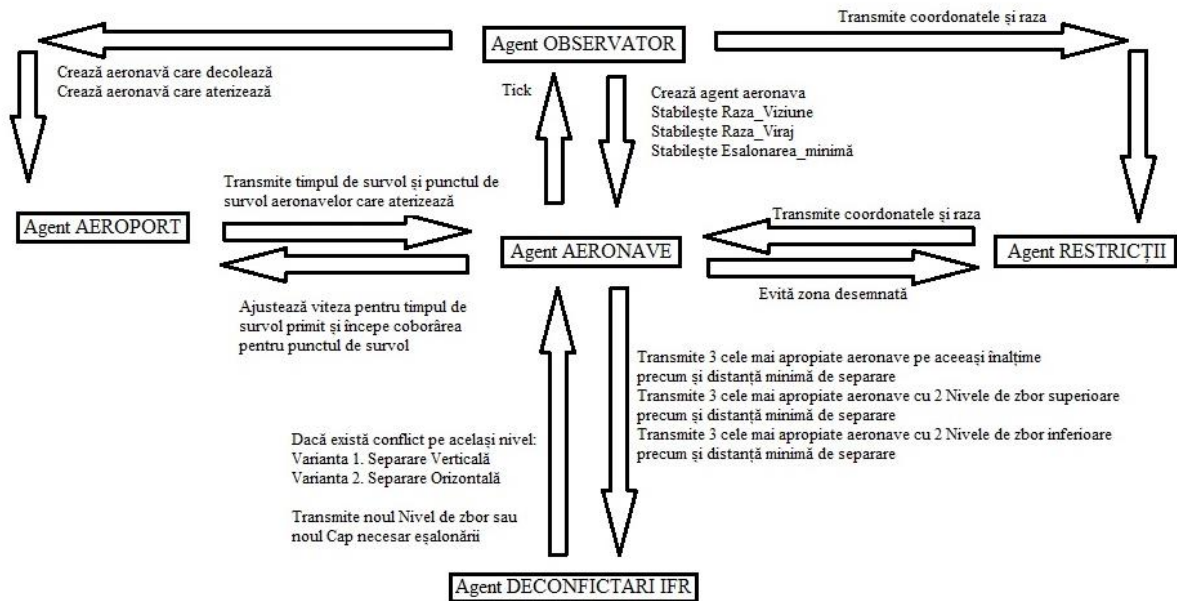 Transmite coordonatele și raza
Agent OBSERVATOR
Crează aeronavă care decolează
Crează aeronavă care aterizează
Tick
Crează agent aeronava
Stabilește Raza_Viziune
Stabilește Raza_Viraj
Stabilește Esalonarea_minimă
Transmite timpul de survol și punctul de
survol aeronavelor care aterizează
Transmite coordonatele și raza
Agent AEROPORT
Agent AERONAVE
Agent RESTRICȚII
Evită zona desemnată
Ajustează viteza pentru timpul de
survol primit și începe coborârea
pentru punctul de survol
Transmite 3 cele mai apropiate aeronave pe aceeași inalțime
precum și distanță minimă de separare
Transmite 3 cele mai apropiate aeronave cu 2 Nivele de zbor superioare
precum și distanță minimă de separare
Transmite 3 cele mai apropiate aeronave cu 2 Nivele de zbor inferioare
precum și distanță minimă de separare
Dacă există conflict pe același nivel:
Varianta 1. Separare Verticală
Varianta 2. Separare Orizontală
Transmite noul Nivel de zbor sau
noul Cap necesar eșalonării
Agent DECONFICTARI IFR